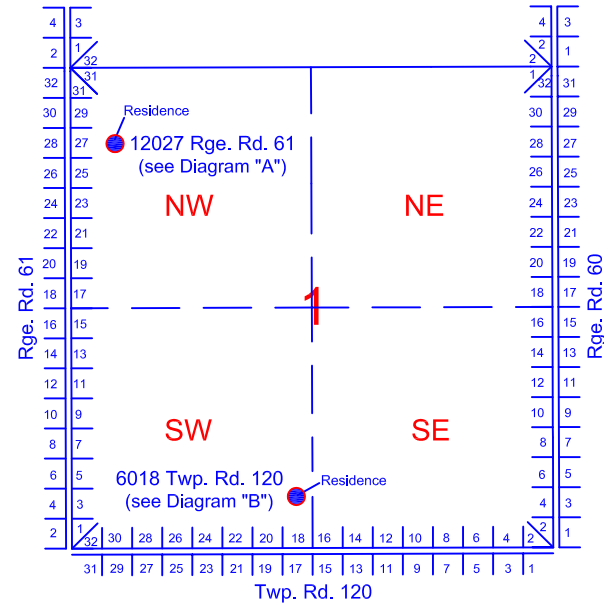 4 3 4 3
2 1 2 1
32 2
32 31 1 32 31
31
30 29 30 29
Residence
28 27 28 27
12027 Rge. Rd. 61
(see Diagram "A")
26 25 26 25
24 23 24 23
NW NE
22 21 22 21
20 19 20 19
18 17 18 17
1
Rge. Rd. 61
Rge. Rd. 60
16 15 16 15
14 13 14 13
12 11 12 11
10 9 10 9
SW SE
8 7 8 7
6 5 6 5
6018 Twp. Rd. 120
(see Diagram "B")
Residence
4 3 4 3
2 1 2 1
32 30 28 26 24 22 20 18 16 14 12 10 8 6 4 2
31 29 27 25 23 21 19 17 15 13 11 9 7 5 3 1
Twp. Rd. 120